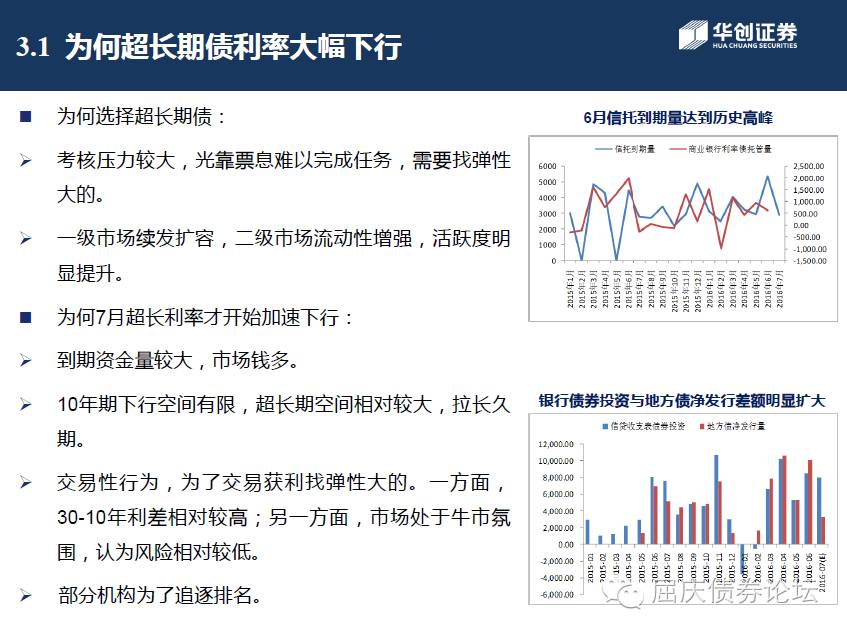 3.1 为何超长期债利率大幅下行
华创证券
HUA CHUANG SECURITIES
■ 为何选择超长期债：
➢ 考核压力较大，光靠票息难以完成任务，需要找弹性
大的。
➢ 一级市场续发扩容，二级市场流动性增强，活跃度明
显提升。
■ 为何7月超长利率才开始加速下行：
➢ 到期资金量较大，市场钱多。
➢ 10年期下行空间有限，超长期空间相对较大，拉长久
期。
➢ 交易性行为，为了交易获利找弹性大的。一方面，
30-10年利差相对较高；另一方面，市场处于牛市氛
围，认为风险相对较低。
➢ 部分机构为了追逐排名。
6月信托到期量达到历史高峰
信托到期量 商业银行利率债托管量
6000 2,500.00
5000 2,000.00
4000 1,500.00
3000 1,000.00
2000 500.00
1000 0.00
0 -500.00
-1,000.00
-1,500.00
2015年1月 2015年2月 2015年3月 2015年4月 2015年5月 2015年6月 2015年7月 2015年8月 2015年9月 2015年10月 2015年11月 2015年12月 2016年1月 2016年2月 2016年3月 2016年4月 2016年5月 2016年6月 2016年7月
银行债券投资与地方债净发行差额明显扩大
信贷收支表债券投资 地方债净发行量
12,000.00
10,000.00
8,000.00
6,000.00
4,000.00
2,000.00
0.00
-2,000.00
-4,000.00
-6,000.00
2015-01 2015-02 2015-03 2015-04 2015-05 2015-06 2015-07 2015-08 2015-09 2015-10 2015-11 2015-12 2016-01 2016-02 2016-03 2016-04 2016-05 2016-06 2016-07(E)
屈庆债券论坛